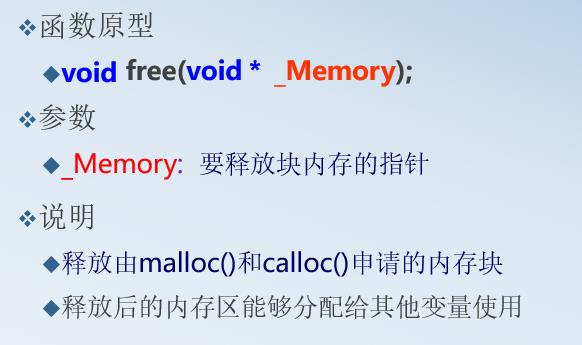 函数原型
void free(void * _Memory);
参数
_Memory: 要释放块内存的指针
说明
释放由malloc()和calloc()申请的内存块
释放后的内存区能够分配给其他变量使用